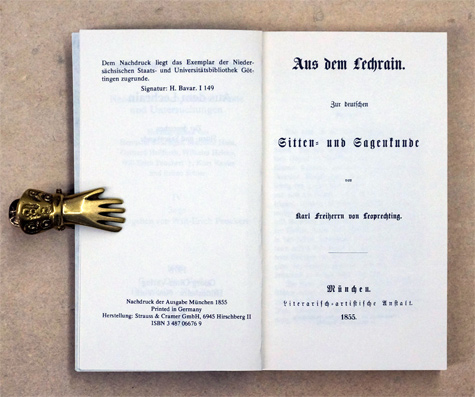 Dem Nachdruck liegt das Exemplar der Nieder-
sächsischen Staats- und Universitätsbibliothek Göt-
tingen zugrunde.
Signatur: H. Bavar. I 149
Nachdruck der Ausgabe München 1855
Printed in Germany
Herstellung: Strauss & Cramer GmbH, 6945 Hirschberg II
ISBN 3 487 06676 9
Aus dem Lechrain.
Zur deutschen
Sitten- und Sagenkunde
von
Karl Freiherrn von Leoprechting.
München.
Literarisch-artistische Anstalt.
1855.